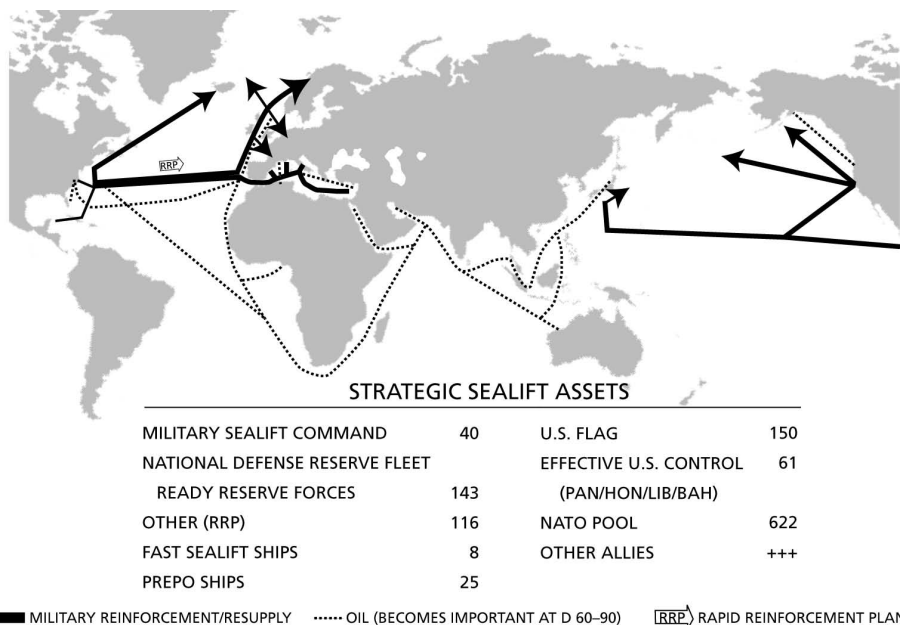 RRP
STRATEGIC SEALIFT ASSETS
MILITARY SEALIFT COMMAND 40
NATIONAL DEFENSE RESERVE FLEET
READY RESERVE FORCES 143
OTHER (RRP) 116
FAST SEALIFT SHIPS 8
PREPO SHIPS 25
U.S. FLAG 150
EFFECTIVE U.S. CONTROL 61
(PAN/HON/LIB/BAH)
NATO POOL 622
OTHER ALLIES +++
MILITARY REINFORCEMENT/RESUPPLY OIL (BECOMES IMPORTANT AT D 60–90) RRP RAPID REINFORCEMENT PLAN